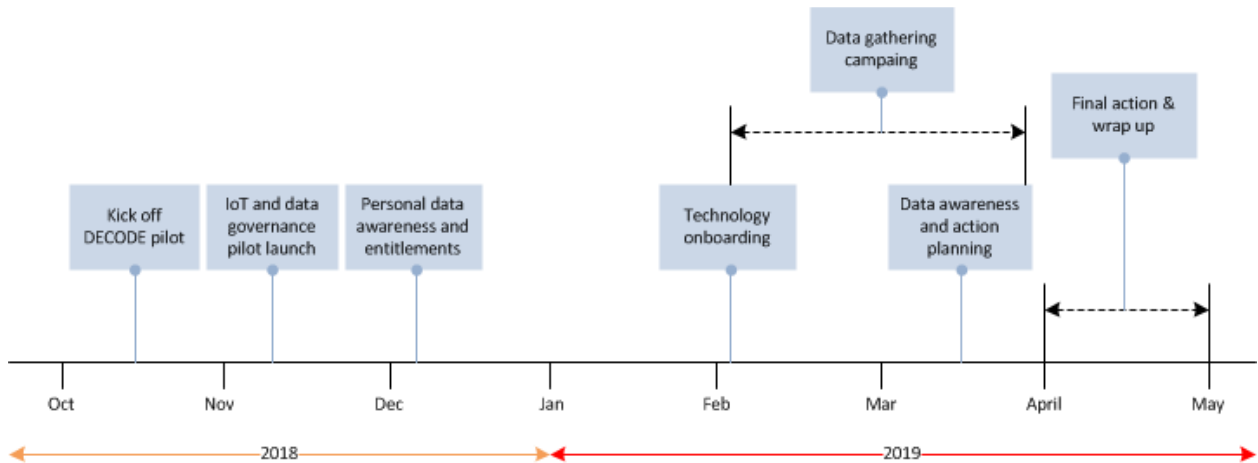 Data gathering
campaing
Final action &
wrap up
Kick off
DECODE pilot
IoT and data
governance
pilot launch
Personal data
awareness and
entitlements
Technology
onboarding
Data awareness
and action
planning
Oct
Nov
Dec
Jan
Feb
Mar
April
May
2018
2019